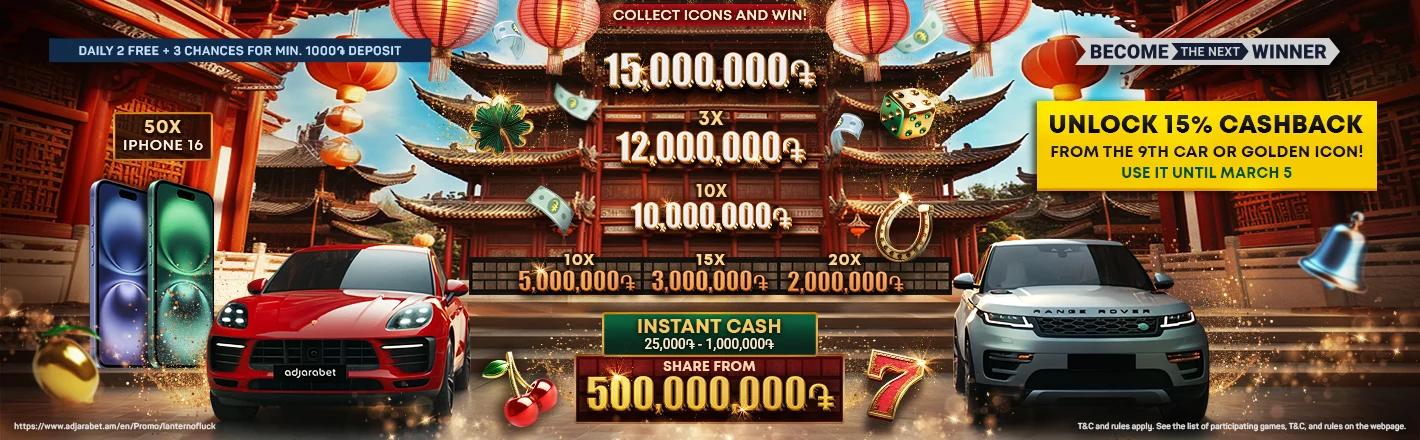 COLLECT ICONS AND WIN!
DAILY 2 FREE + 3 CHANCES FOR MIN. 1000֏ DEPOSIT
BECOME THE NEXT WINNER
15,000,000֏
50X
IPHONE 16
3X
12,000,000֏
UNLOCK 15% CASHBACK
FROM THE 9TH CAR OR GOLDEN ICON!
USE IT UNTIL MARCH 5
10X
10,000,000֏
10X
5,000,000֏
15X
3,000,000֏
20X
2,000,000֏
RANGE ROVER
INSTANT CASH
25,000֏ - 1,000,000֏
SHARE FROM
500,000,000֏
adjarabet
7
https://www.adjarabet.am/en/Promo/lanternofluck
T&C and rules apply. See the list of participating games, T&C, and rules on the webpage.